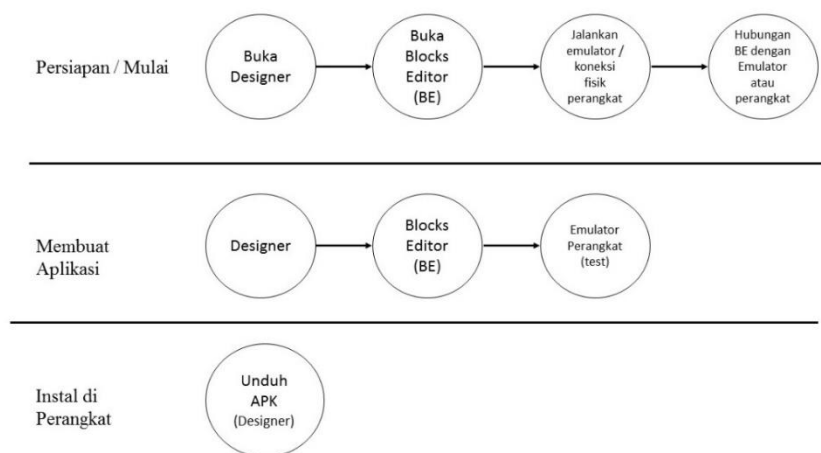 Persiapan / Mulai
Buka
Designer
Buka
Blocks
Editor
(BE)
Jalankan
emulator /
koneksi
fisik
perangkat
Hubungan
BE dengan
Emulator
atau
perangkat
Membuat
Aplikasi
Designer
Blocks
Editor
(BE)
Emulator
Perangkat
(test)
Instal di
Perangkat
Unduh
APK
(Designer)